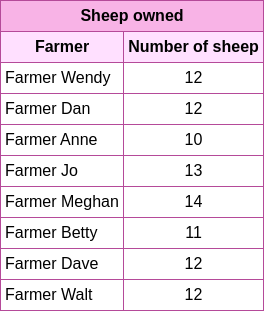 Sheep owned
Farmer Number of sheep
Farmer Wendy 12
Farmer Dan 12
Farmer Anne 10
Farmer Jo 13
Farmer Meghan 14
Farmer Betty 11
Farmer Dave 12
Farmer Walt 12